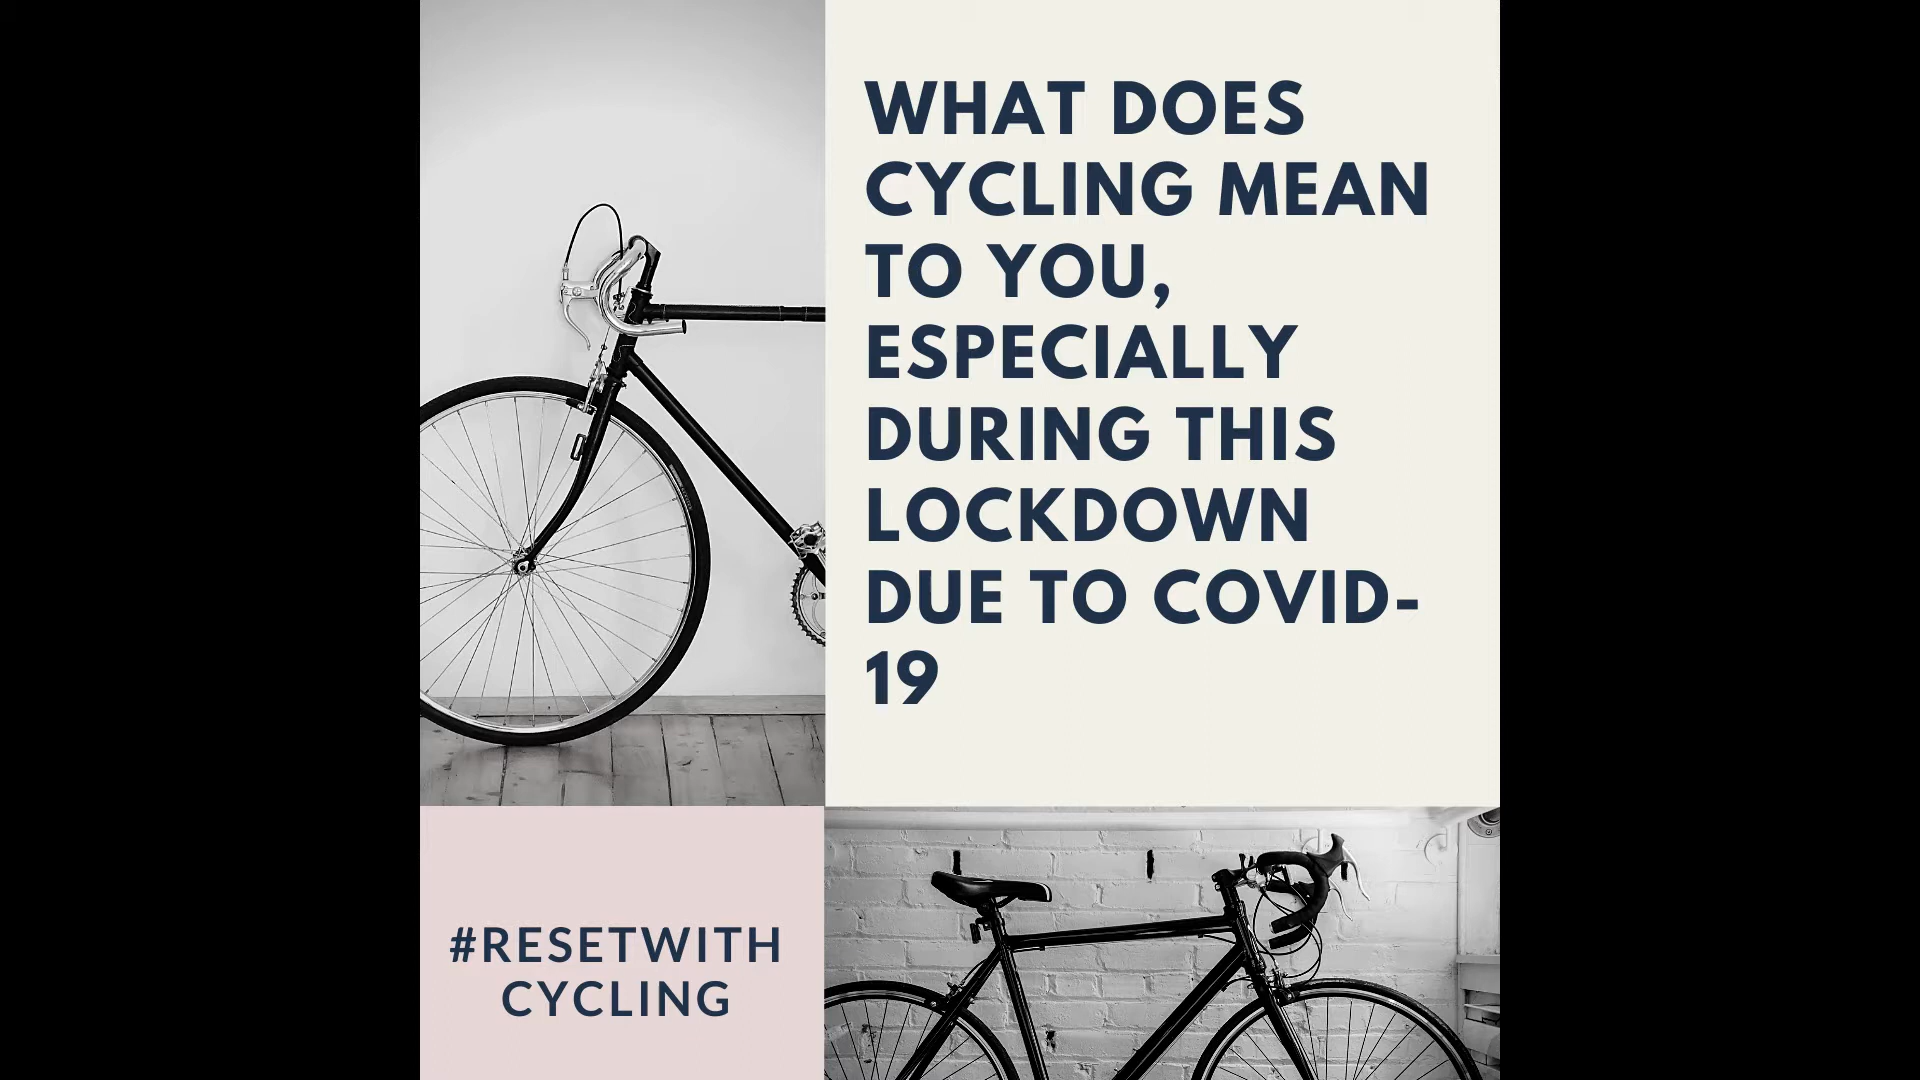 WHAT DOES
CYCLING MEAN
TO YOU,
ESPECIALLY
DURING THIS
LOCKDOWN
DUE TO COVID-
19
#RESETWITH
CYCLING